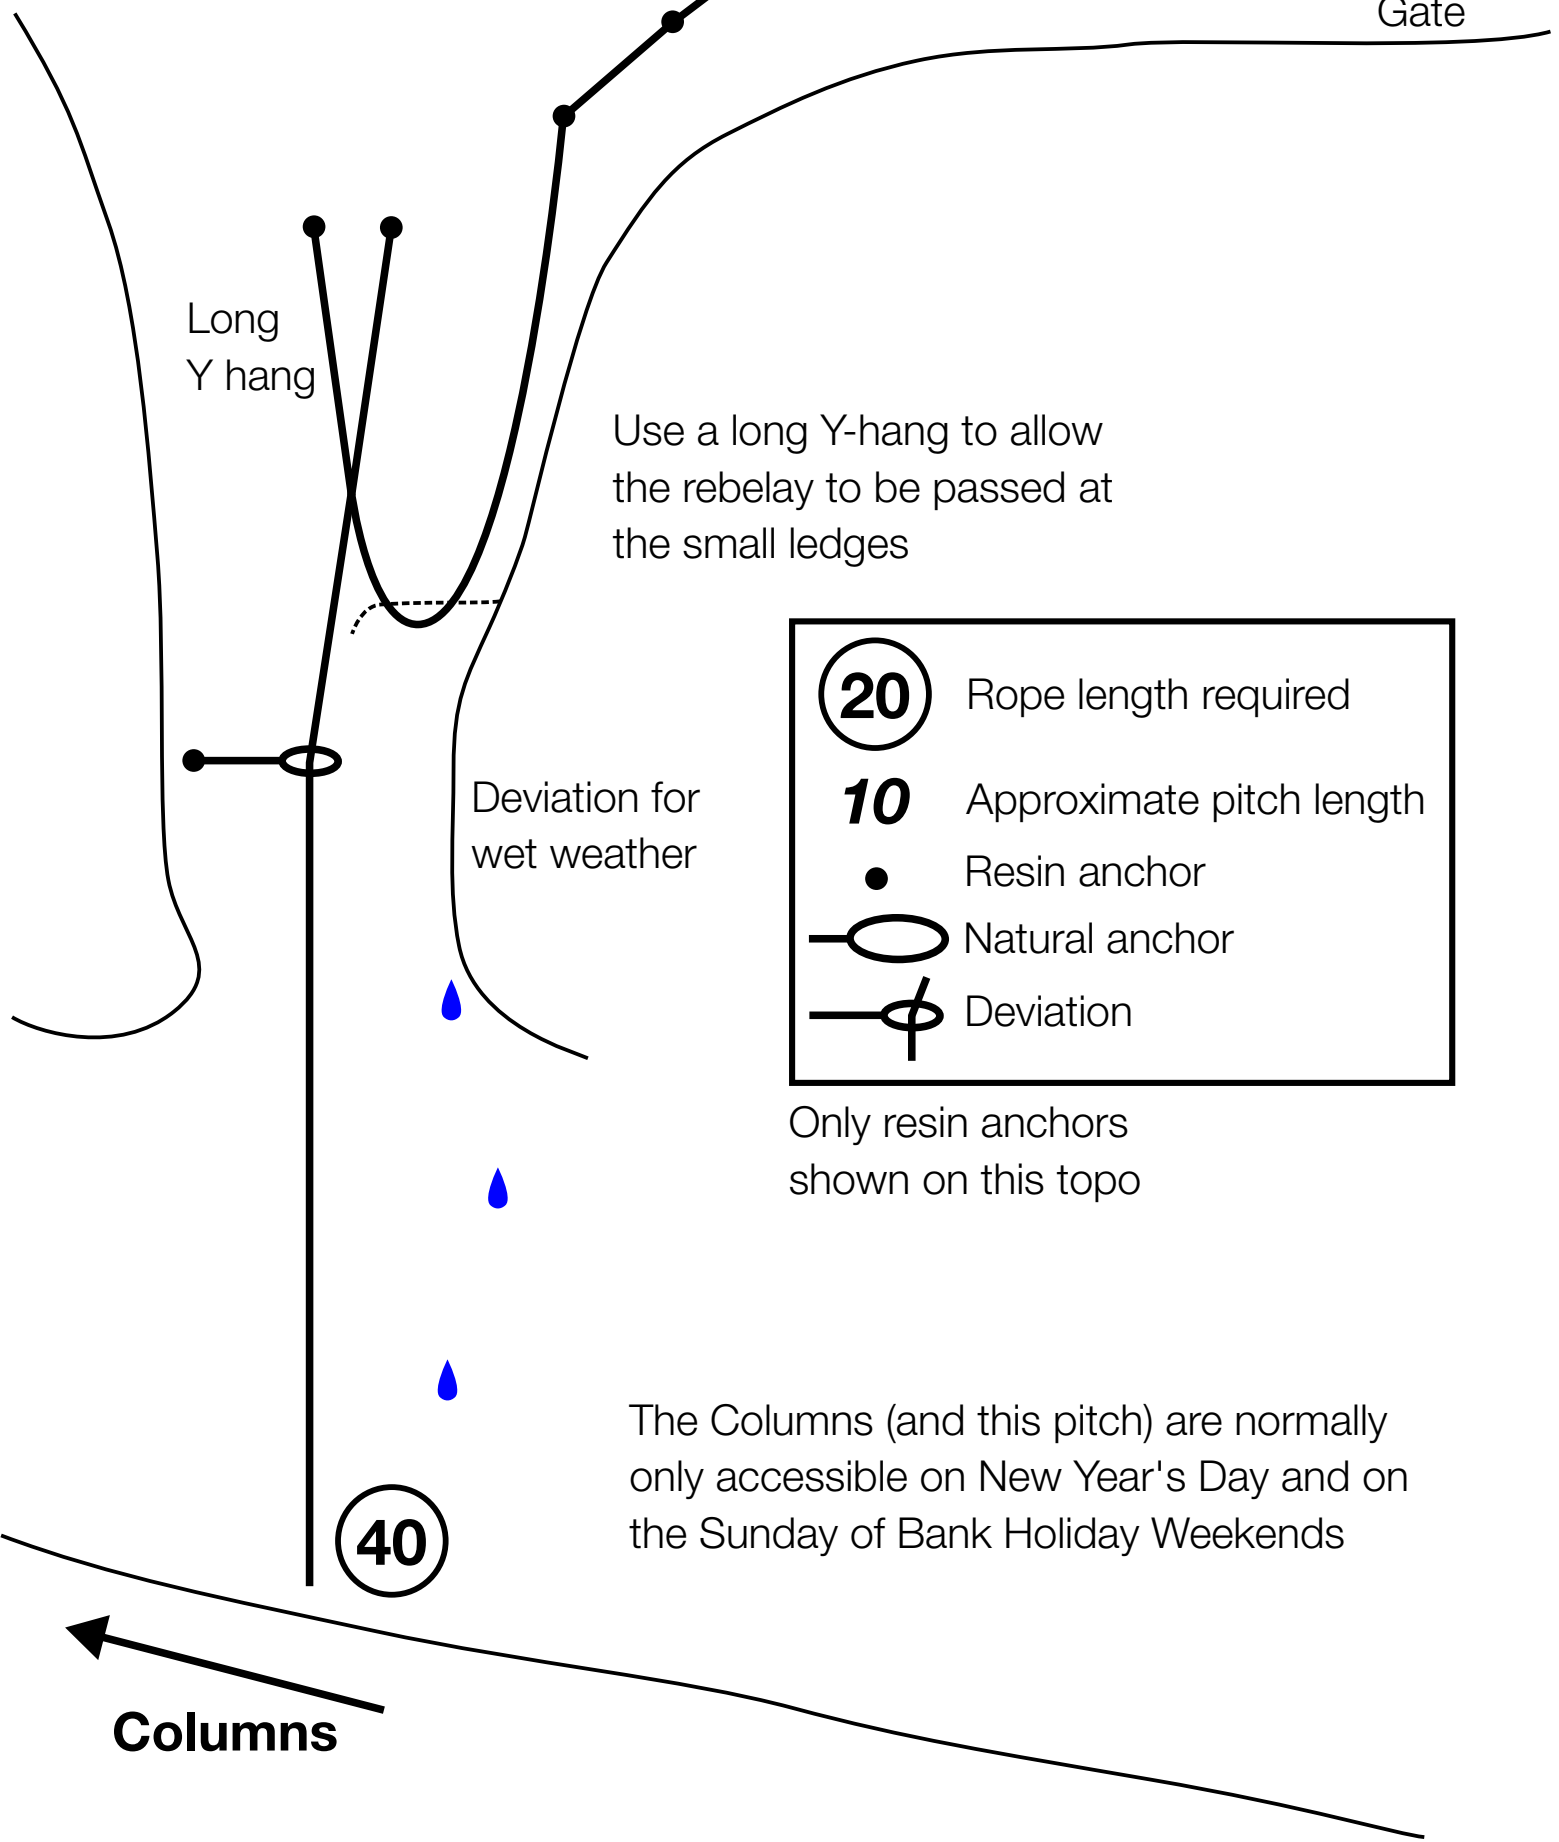 Gate
Long
Y hang
Use a long Y-hang to allow
the rebelay to be passed at
the small ledges
20 Rope length required
10 Approximate pitch length
Resin anchor
Natural anchor
Deviation
Deviation for
wet weather
Only resin anchors
shown on this topo
The Columns (and this pitch) are normally
only accessible on New Year's Day and on
the Sunday of Bank Holiday Weekends
40
Columns